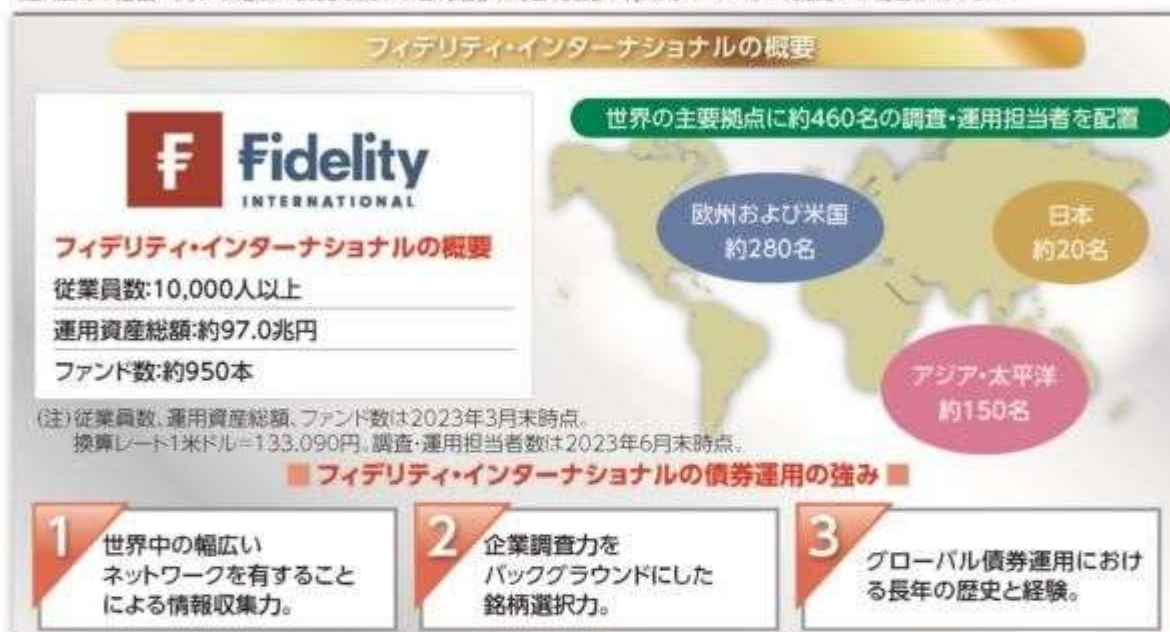 フィデリティ・インターナショナルの概要
Fidelity
INTERNATIONAL
フィデリティ・インターナショナルの概要
従業員数:10,000人以上
運用資産総額:約97.0兆円
ファンド数:約950本
(注)従業員数、運用資産総額、ファンド数は2023年3月末時点。
換算レート1米ドル=133.090円。調査・運用担当者数は2023年6月末時点。
世界の主要拠点に約460名の調査・運用担当者を配置
欧州および米国
約280名
日本
約20名
アジア・太平洋
約150名
■ フィデリティ・インターナショナルの債券運用の強み ■
1
世界中の幅広い
ネットワークを有すること
による情報収集力。
2
企業調査力を
バックグラウンドにした
銘柄選択力。
3
グローバル債券運用におけ
る長年の歴史と経験。